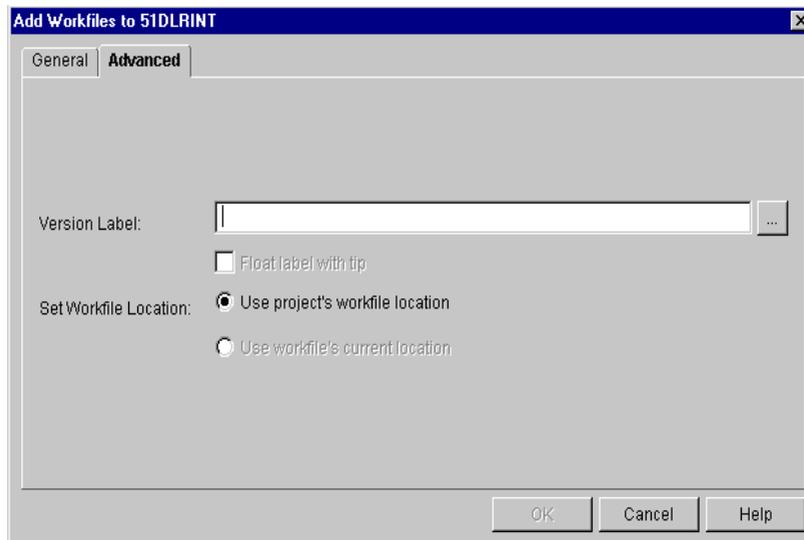 Add Workfiles to 51DLRINT
General Advanced
Version Label:
...
Float label with tip
Set Workfile Location: Use project's workfile location
Use workfile's current location
OK Cancel Help